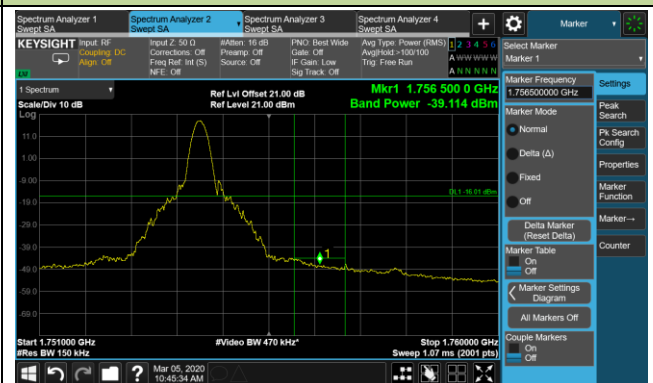 Spectrum Analyzer 1
Swept SA
Spectrum Analyzer 2
Swept SA
Spectrum Analyzer 3
Swept SA
Spectrum Analyzer 4
Swept SA
Marker
KEYSIGHT
Input: RF
Coupling: DC
Align: Off
Input Z: 50 Ω
Corrections: Off
Freq Ref: Int (S)
NFE: Off
#Atten: 16 dB
Preamp: Off
Source: Off
PNO: Best Wide
Gate: Off
IF Gain: Low
Sig Track: Off
Avg Type: Power (RMS)
Avg|Hold:>100/100
Trig: Free Run
1 2 3 4 5 6
A W W W W W
A N N N N N
Select Marker
Marker 1
1 Spectrum
Scale/Div 10 dB
Ref Lvl Offset 21.00 dB
Ref Level 21.00 dBm
Mkr1 1.756 500 0 GHz
Band Power -39.114 dBm
Log
11.0
1.00
-9.00
-19.0
-29.0
-39.0
-49.0
-59.0
-69.0
DL1 -16.01 dBm
1
Start 1.751000 GHz
#Res BW 150 kHz
#Video BW 470 kHz*
Stop 1.760000 GHz
Sweep 1.07 ms (2001 pts)
Marker Frequency
1.756500000 GHz
Marker Mode
Normal
Delta (Δ)
Fixed
Off
Delta Marker
(Reset Delta)
Marker Table
On
Off
Marker Settings
Diagram
All Markers Off
Couple Markers
On
Off
Settings
Peak
Search
Pk Search
Config
Properties
Marker
Function
Marker→
Counter
Mar 05, 2020
10:45:34 AM